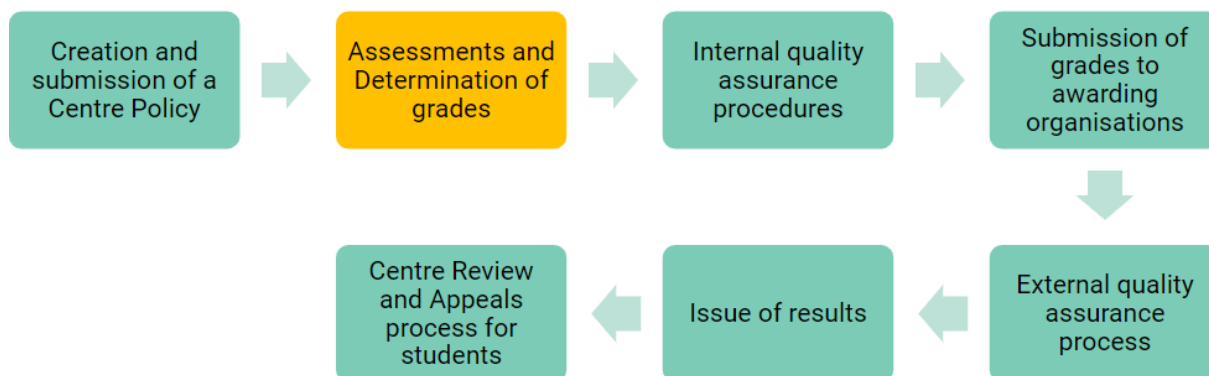 Creation and
submission of a
Centre Policy
Assessments and
Determination of
grades
Internal quality
assurance
procedures
Submission of
grades to
awarding
organisations
External quality
assurance
process
Issue of results
Centre Review
and Appeals
process for
students